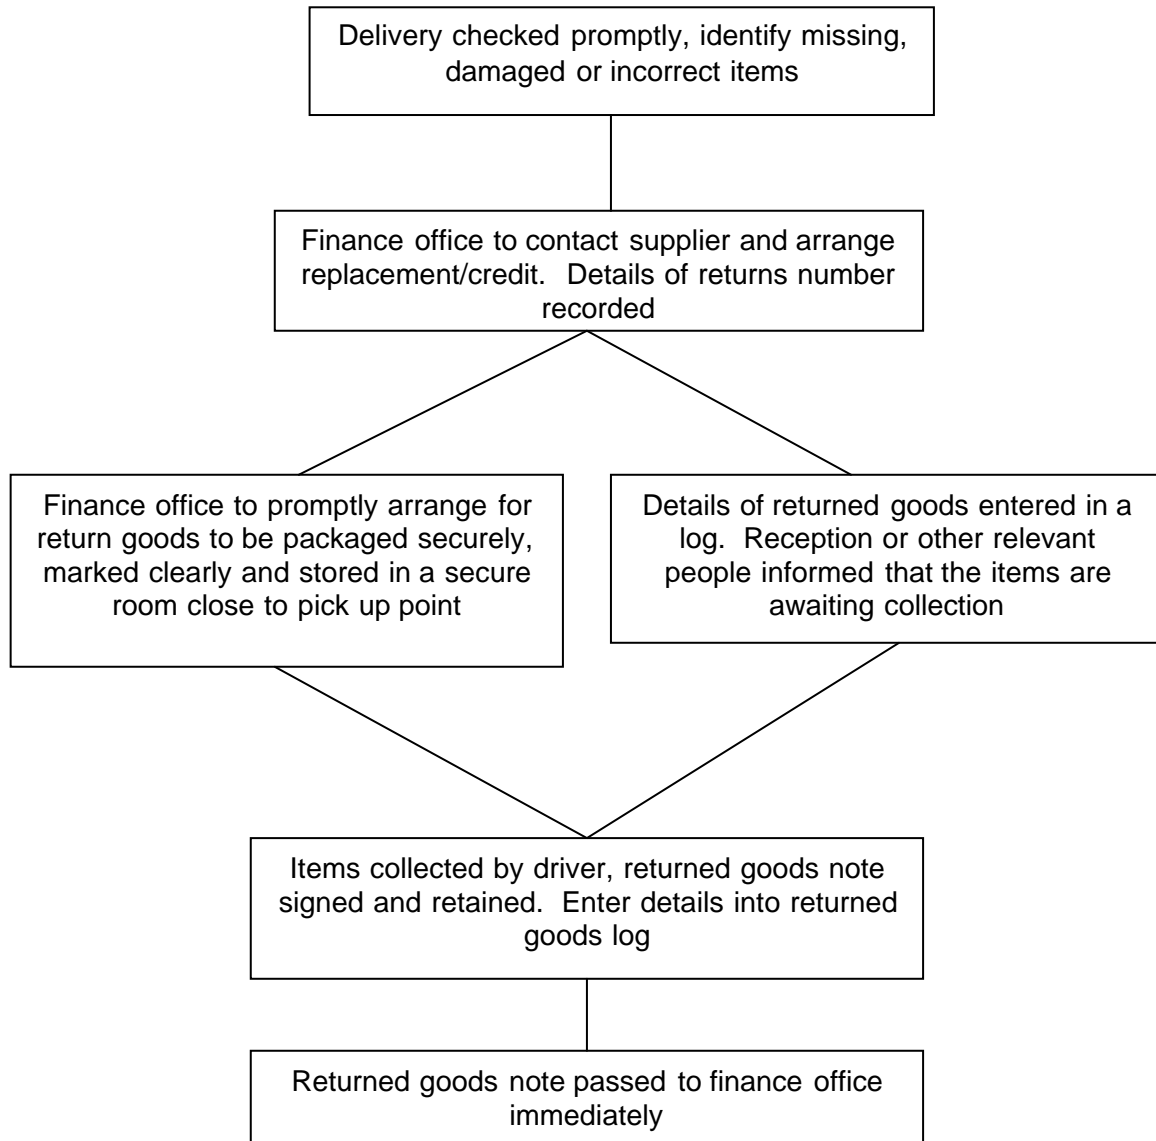 Delivery checked promptly, identify missing,
damaged or incorrect items
Finance office to contact supplier and arrange
replacement/credit.  Details of returns number
recorded
Finance office to promptly arrange for
return goods to be packaged securely,
marked clearly and stored in a secure
room close to pick up point
Details of returned goods entered in a
log.  Reception or other relevant
people informed that the items are
awaiting collection
Items collected by driver, returned goods note
signed and retained.  Enter details into returned
goods log
Returned goods note passed to finance office
immediately